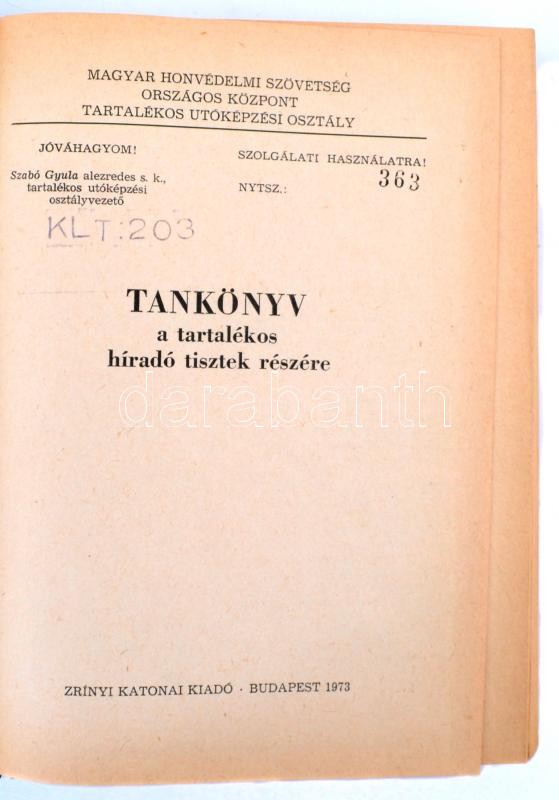 MAGYAR HONVÉDELMI SZÖVETSÉG
ORSZÁGOS KÖZPONT
TARTALÉKOS UTÓKÉPZÉSI OSZTÁLY
JÓVÁHAGYOM!
Szabó Gyula alezredes s. k.,
tartalékos utóképzési
osztályvezető
SZOLGÁLATI HASZNÁLATRA!
NYTSZ.: 363
KLT:203
TANKÖNYV
a tartalékos
híradó tisztek részére
darabanth
ZRÍNYI KATONAI KIADÓ · BUDAPEST 1973